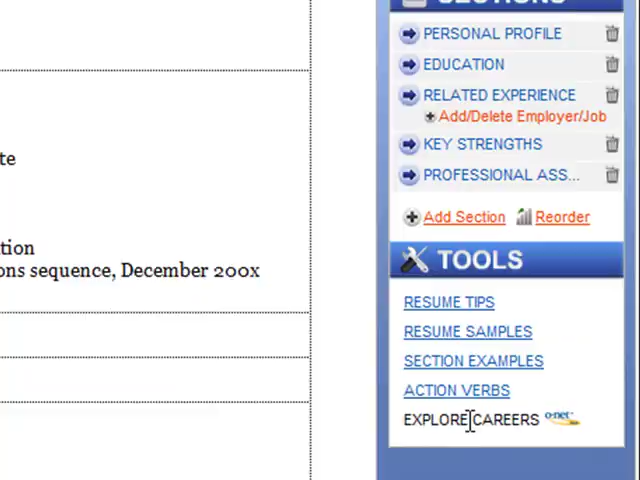 SECTIONS
PERSONAL PROFILE
EDUCATION
RELATED EXPERIENCE
Add/Delete Employer/Job
KEY STRENGTHS
PROFESSIONAL ASS...
Add Section Reorder
TOOLS
RESUME TIPS
RESUME SAMPLES
SECTION EXAMPLES
ACTION VERBS
EXPLORE CAREERS o·net
te
tion
ons sequence, December 200x